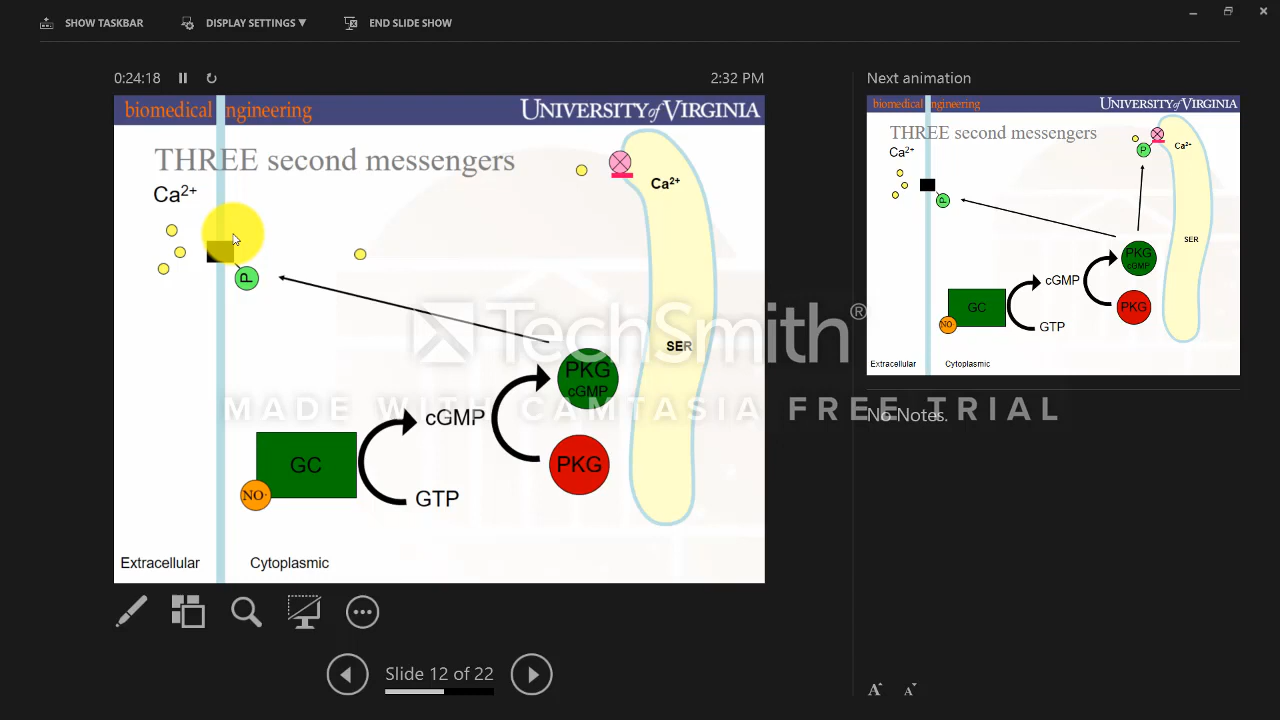 SHOW TASKBAR
DISPLAY SETTINGS ▼
END SLIDE SHOW
0:24:18
2:32 PM
biomedical ngineering
UNIVERSITY of VIRGINIA
THREE second messengers
Ca2+
Ca2+
P
SER
PKG
cGMP
cGMP
GC
PKG
NO·
GTP
Extracellular
Cytoplasmic
TechSmith®
MADE WITH CAMTASIA FREE TRIAL
Slide 12 of 22
Next animation
biomedical ngineering
UNIVERSITY of VIRGINIA
THREE second messengers
Ca2+
P
Ca2+
P
SER
PKG
cGMP
cGMP
GC
PKG
NO·
GTP
Extracellular
Cytoplasmic
No Notes.
A A